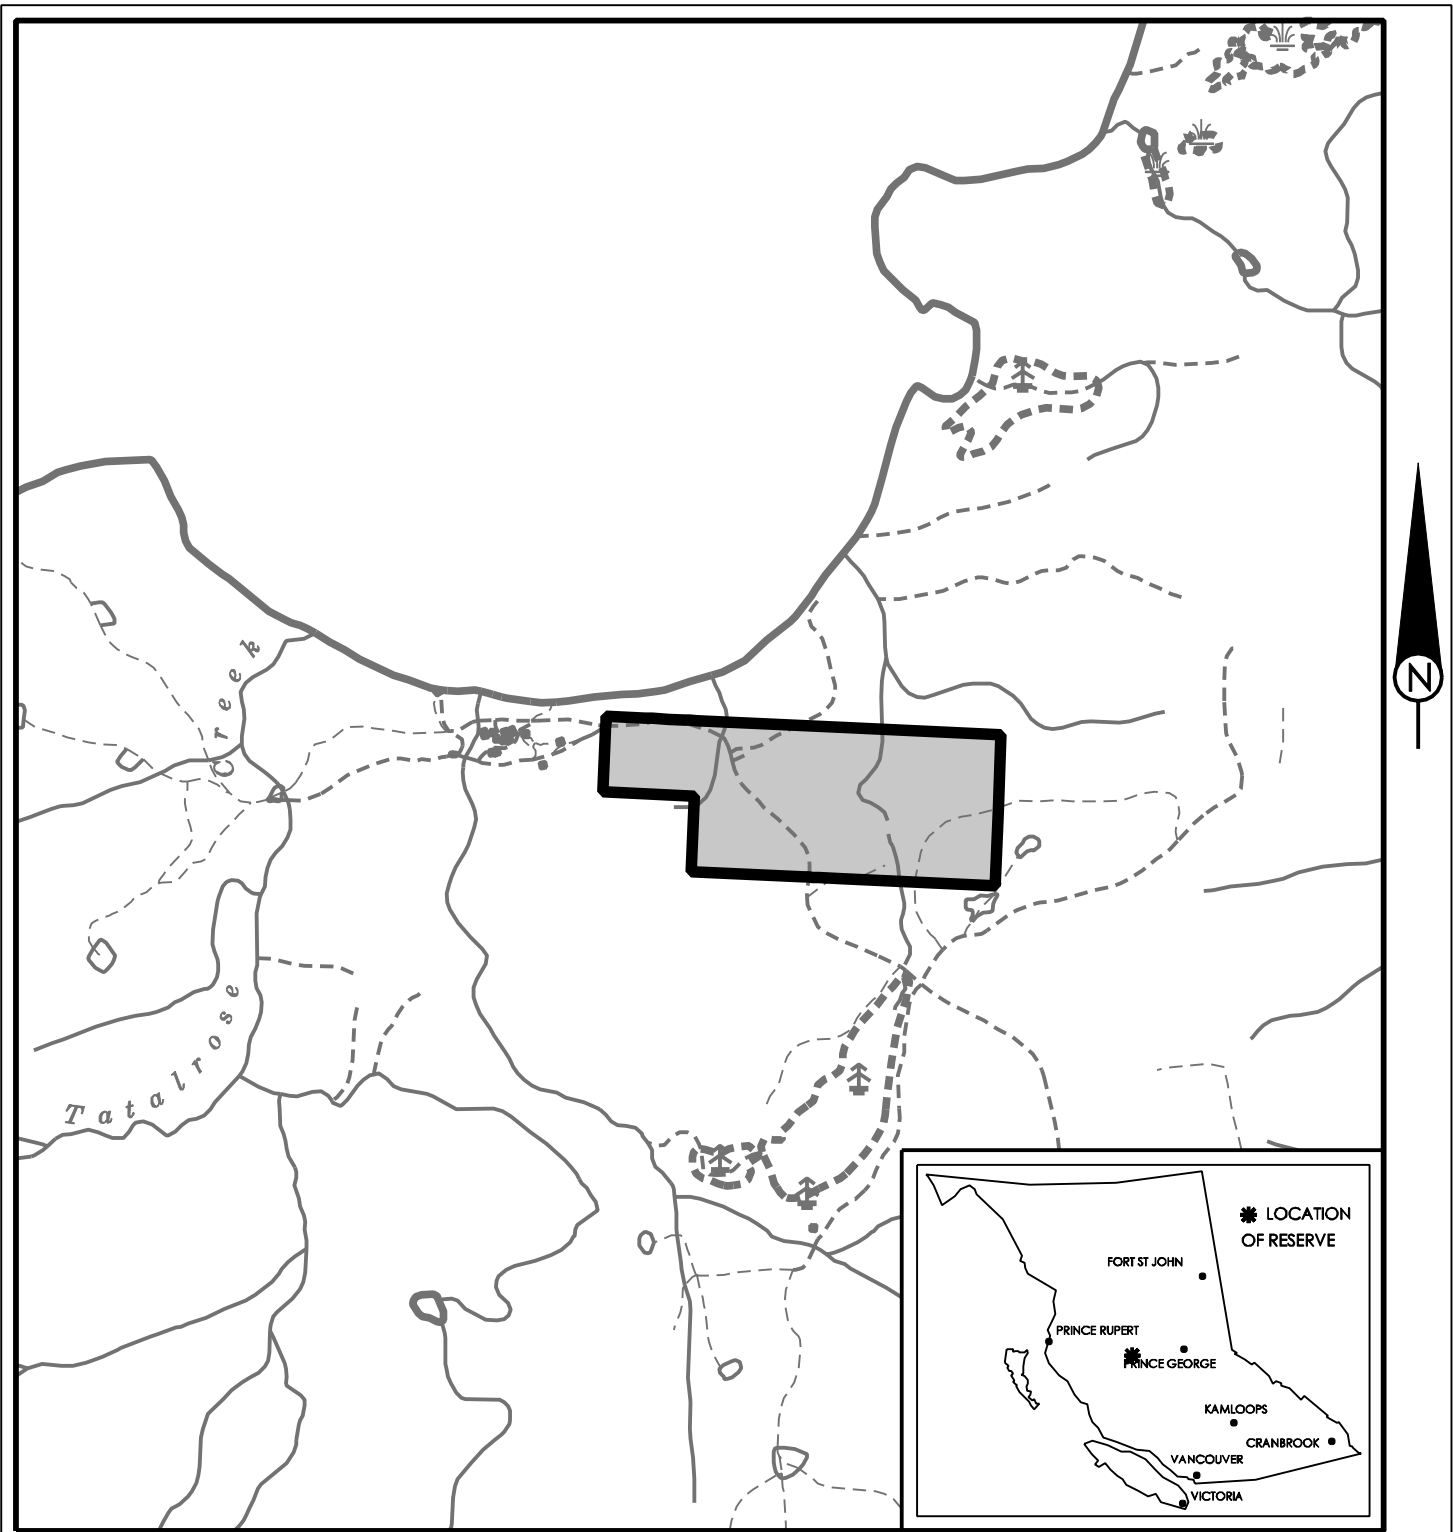 Tatalrose Creek
N
LOCATION
OF RESERVE
FORT ST JOHN
PRINCE RUPERT
PRINCE GEORGE
KAMLOOPS
CRANBROOK
VANCOUVER
VICTORIA